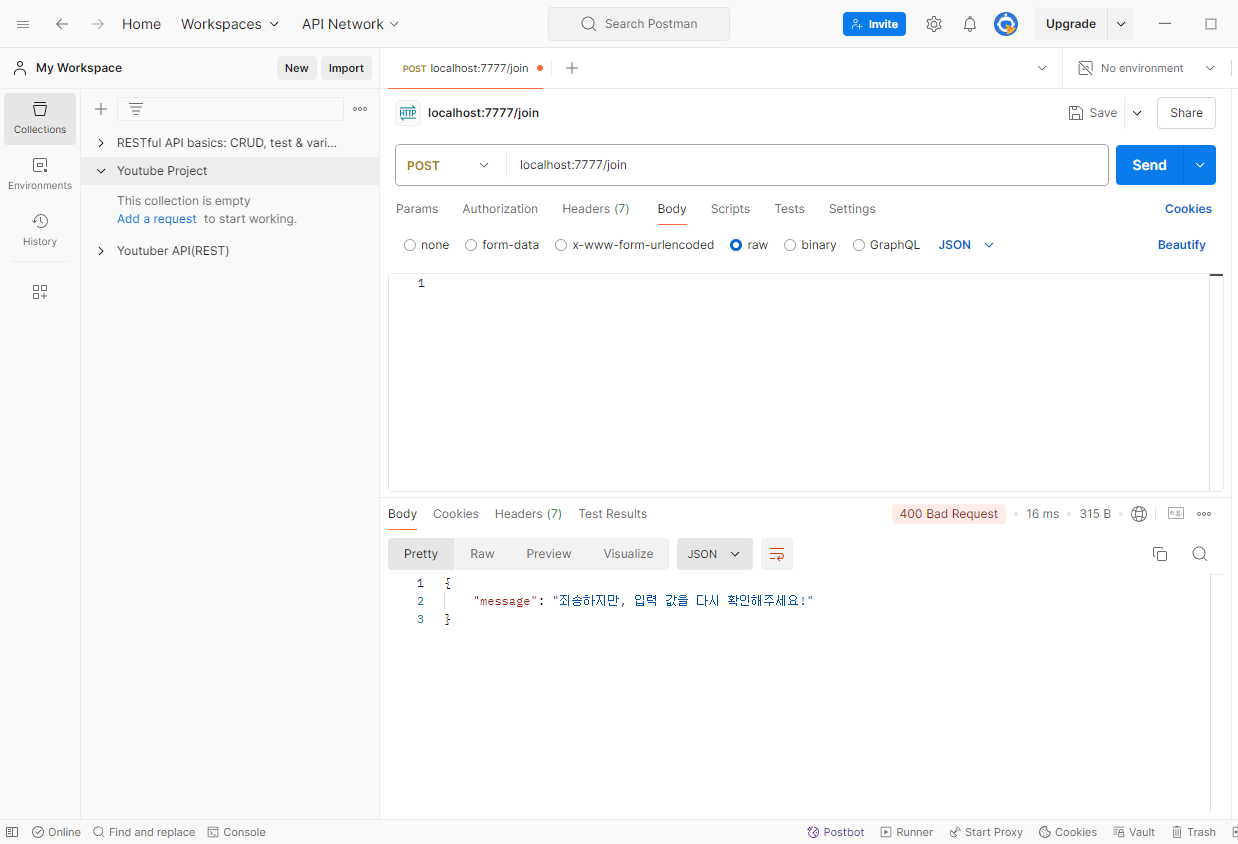 Home Workspaces API Network Search Postman Invite Upgrade
My Workspace New Import POST localhost:7777/join No environment
Collections
Environments
History
RESTful API basics: CRUD, test & vari...
Youtube Project
This collection is empty
Add a request to start working.
Youtuber API(REST)
HTTP localhost:7777/join Save Share
POST localhost:7777/join Send
Params Authorization Headers (7) Body Scripts Tests Settings Cookies
none form-data x-www-form-urlencoded raw binary GraphQL JSON Beautify
1
Body Cookies Headers (7) Test Results 400 Bad Request 16 ms 315 B e.g.
Pretty Raw Preview Visualize JSON
1 {
2 "message": "죄송하지만, 입력 값을 다시 확인해주세요!"
3 }
Online Find and replace Console Postbot Runner Start Proxy Cookies Vault Trash